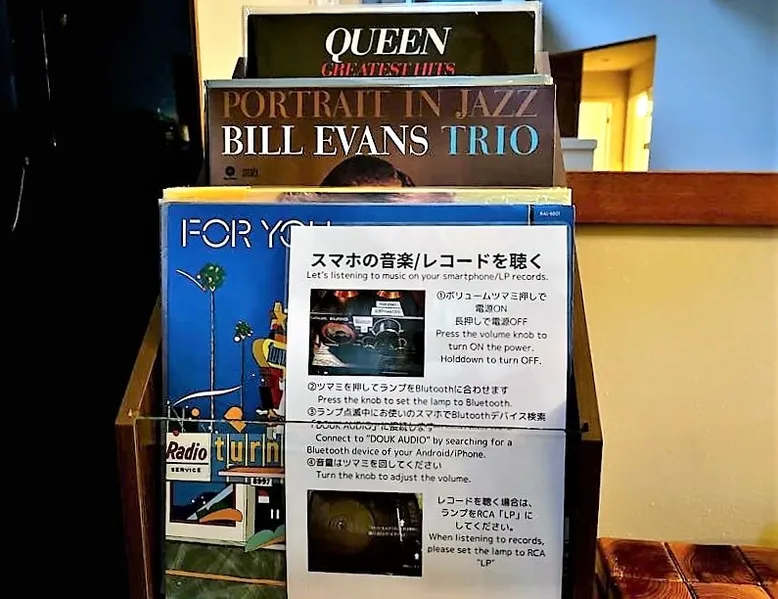 QUEEN
GREATEST HITS
PORTRAIT IN JAZZ
BILL EVANS TRIO
FOR YOU
スマホの音楽/レコードを聴く
Let's listening to music on your smartphone/LP records.
①ボリュームツマミ押しで
電源ON
長押しで電源OFF
Press the volume knob to
turn ON the power.
Holddown to turn OFF.
②ツマミを押してランプをBlutoothに合わせます
Press the knob to set the lamp to Bluetooth.
③ランプ点滅中にお使いのスマホでBlutoothデバイス検索
「DOUK AUDIO」に接続します
Connect to "DOUK AUDIO" by searching for a
Bluetooth device of your Android/iPhone.
④音量はツマミを回してください
Turn the knob to adjust the volume.
レコードを聴く場合は、
ランプをRCA「LP」に
してください。
When listening to records,
please set the lamp to RCA
"LP"
Radio
SERVICE
turn